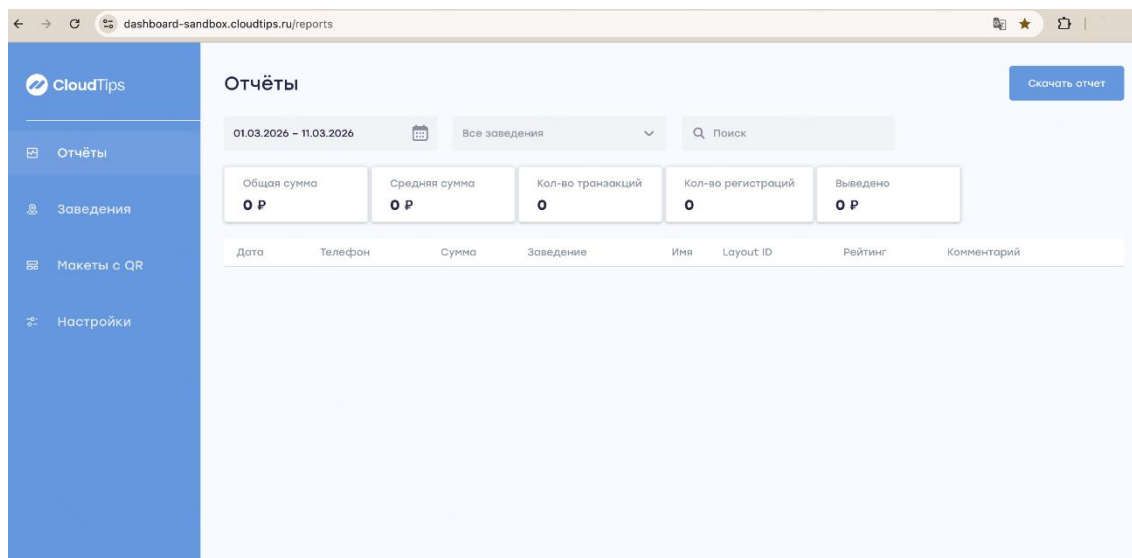 dashboard-sandbox.cloudtips.ru/reports
CloudTips
Отчёты
Заведения
Макеты с QR
Настройки
Отчёты
Скачать отчет
01.03.2026 – 11.03.2026
Все заведения
Поиск
Общая сумма
0 ₽
Средняя сумма
0 ₽
Кол-во транзакций
0
Кол-во регистраций
0
Выведено
0 ₽
Дата Телефон Сумма Заведение Имя Layout ID Рейтинг Комментарий